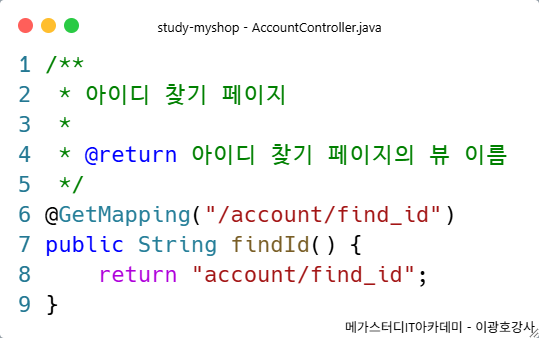 study-myshop - AccountController.java
1 /**
2  * 아이디 찾기 페이지
3  *
4  * @return 아이디 찾기 페이지의 뷰 이름
5  */
6 @GetMapping("/account/find_id")
7 public String findId() {
8     return "account/find_id";
9 }
메가스터디IT아카데미 - 이광호강사